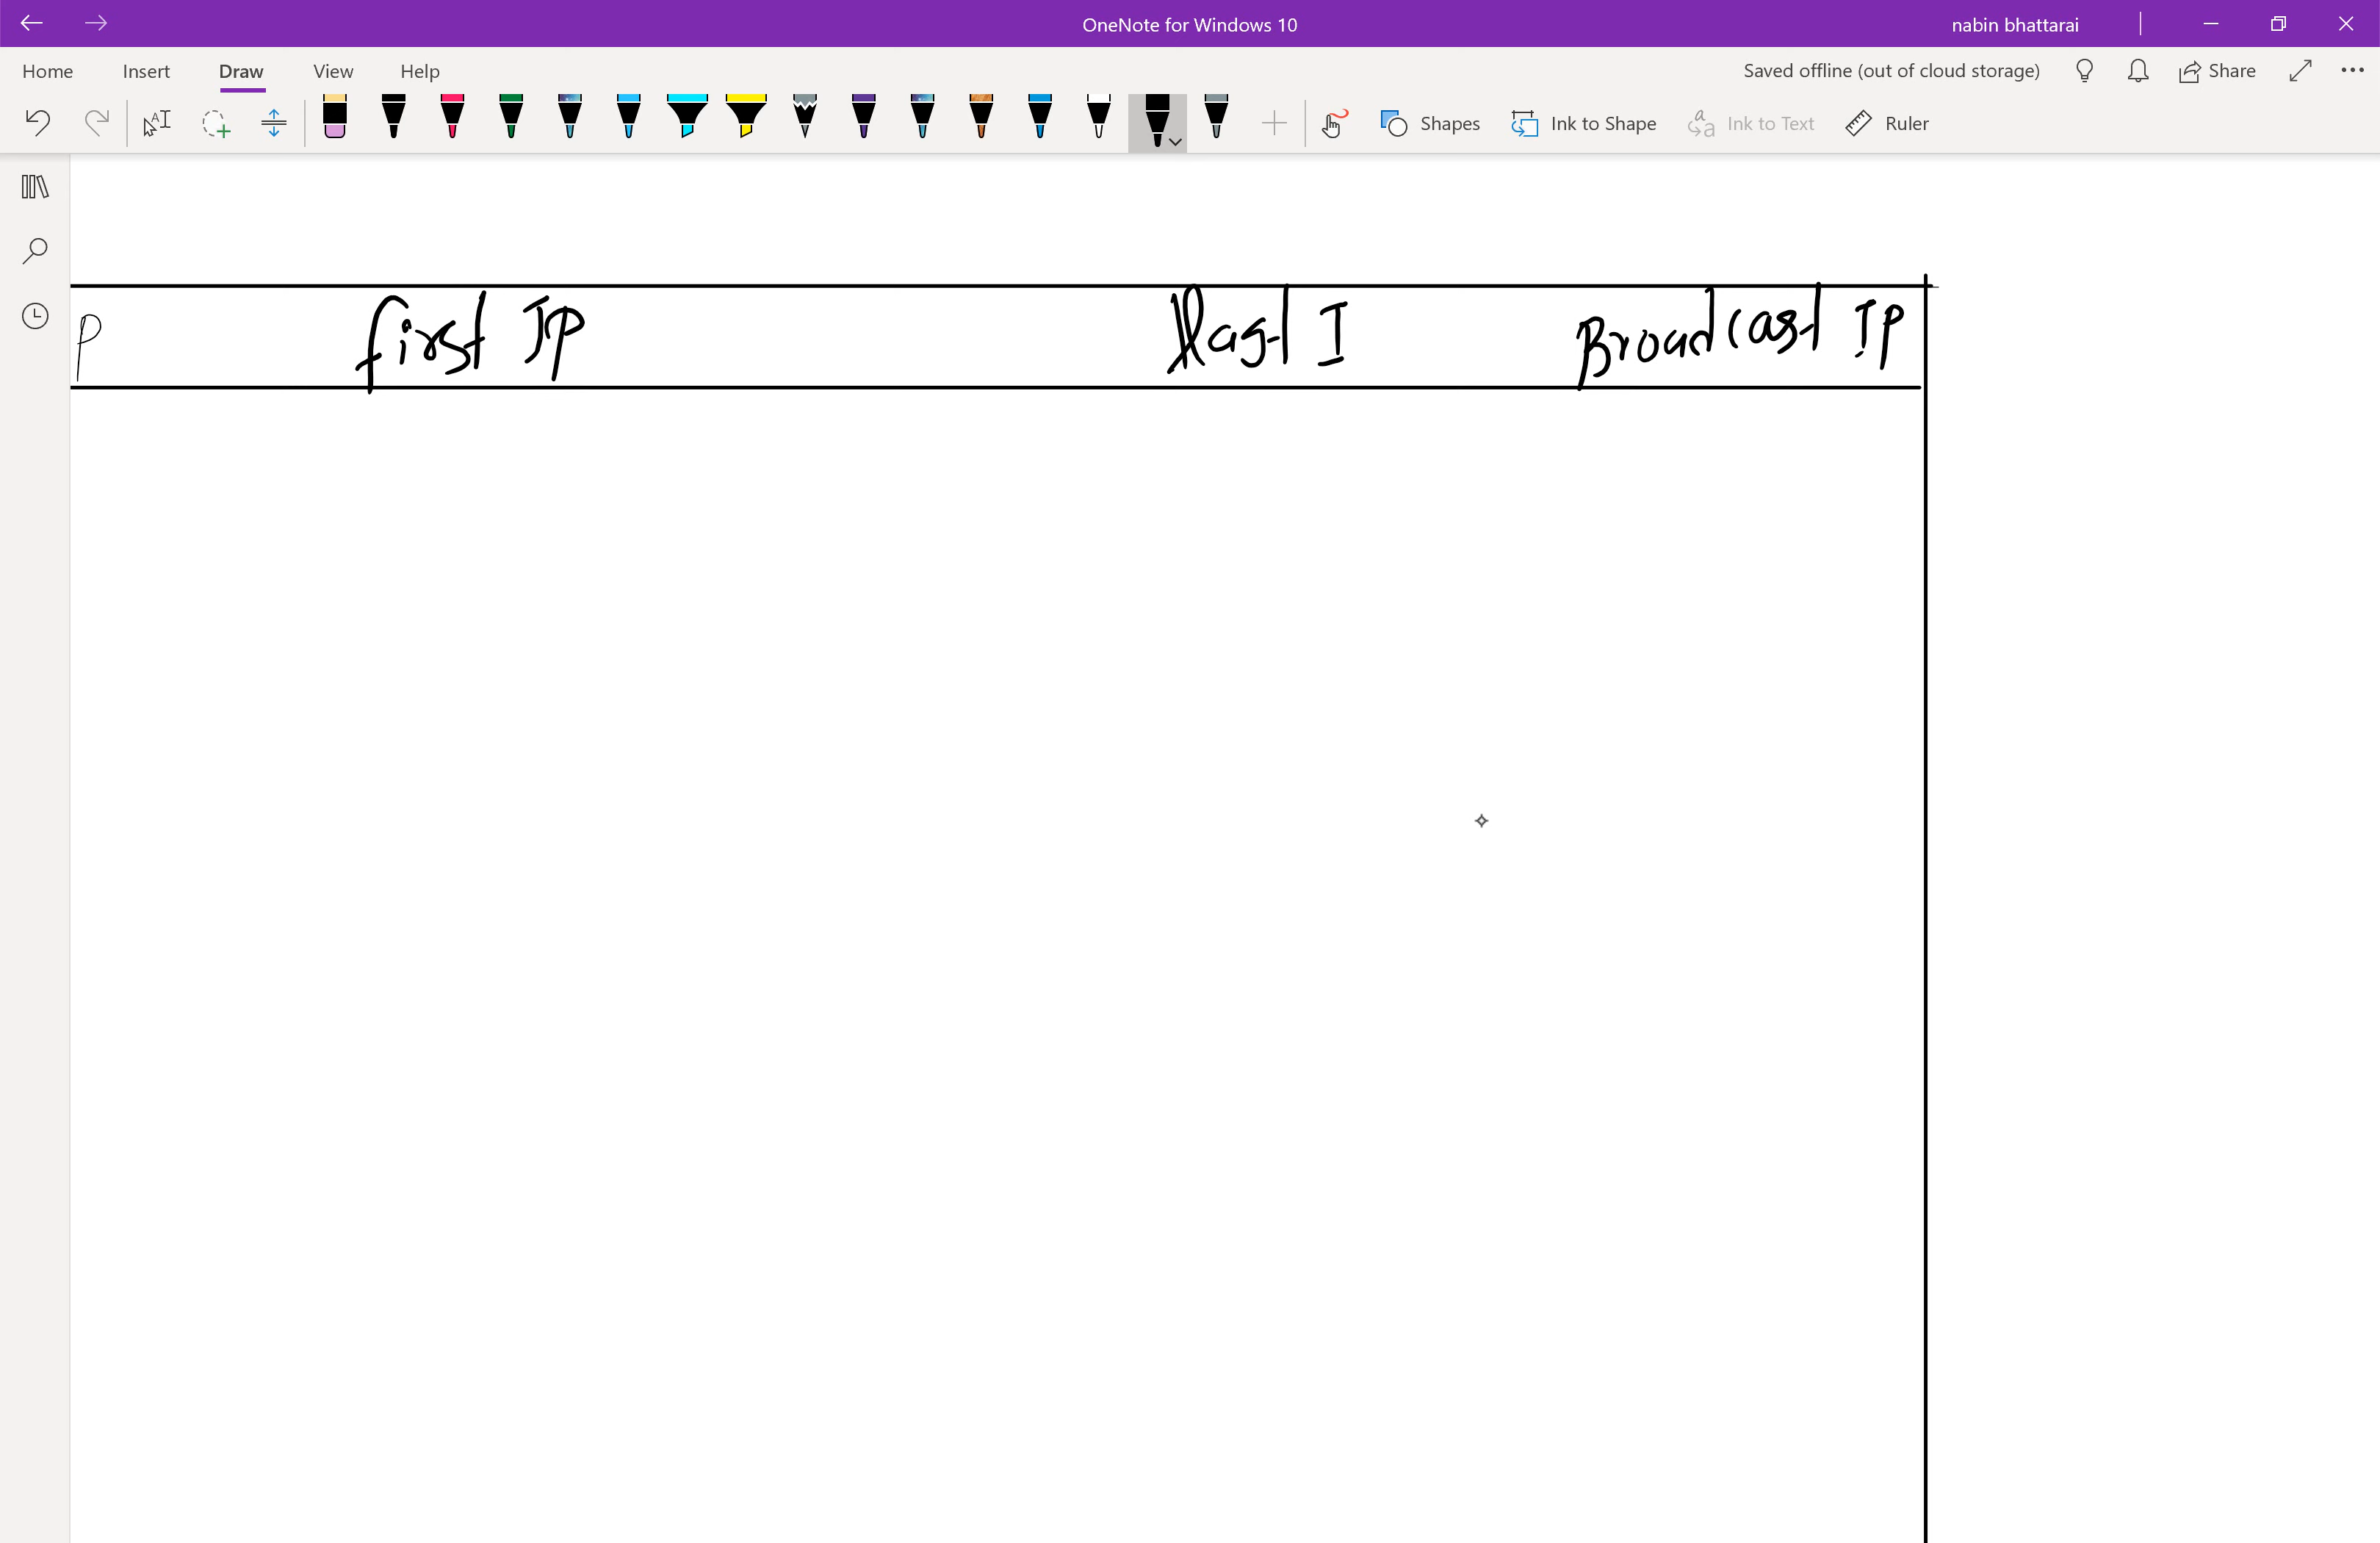 OneNote for Windows 10 nabin bhattarai
Home Insert Draw View Help Saved offline (out of cloud storage) Share
Shapes Ink to Shape Ink to Text Ruler
P first IP last I Broadcast IP